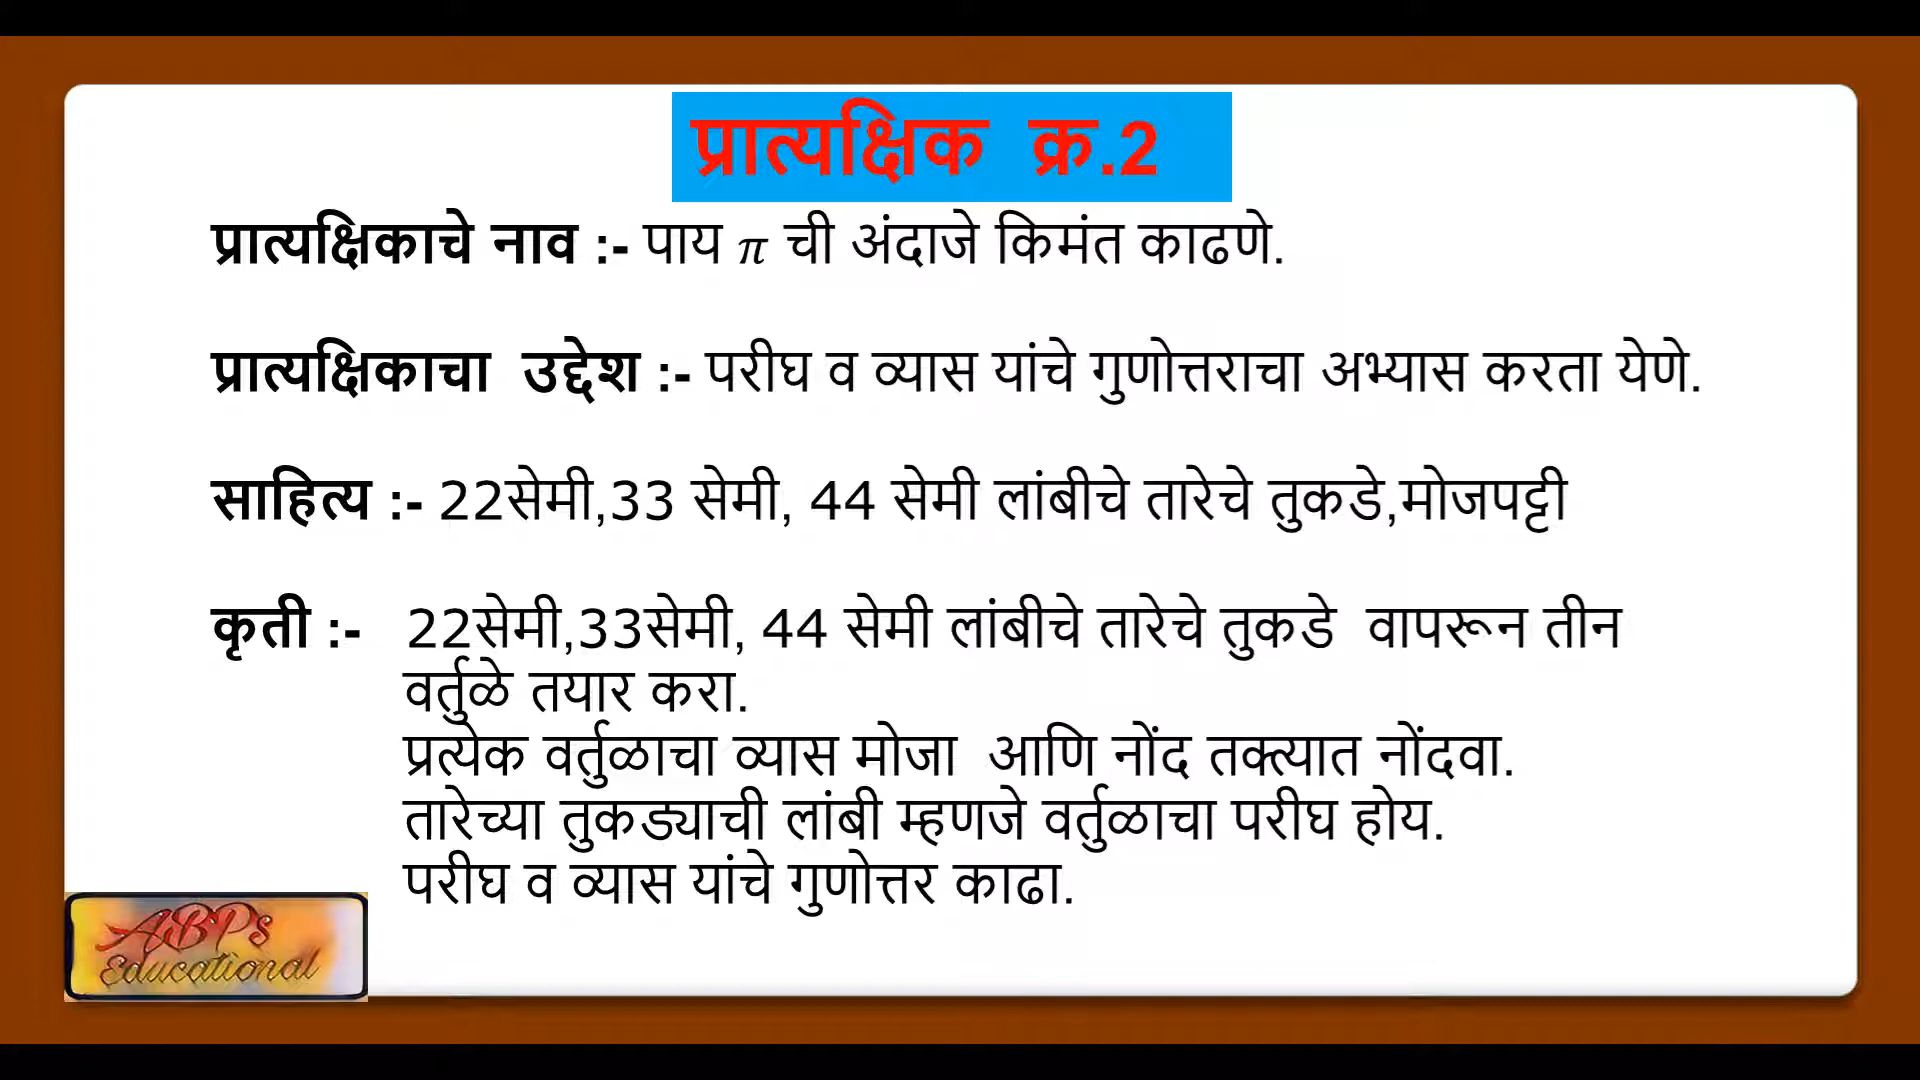 प्रात्यक्षिक क्र.2
प्रात्यक्षिकाचे नाव :- पाय π ची अंदाजे किमंत काढणे.
प्रात्यक्षिकाचा उद्देश :- परीघ व व्यास यांचे गुणोत्तराचा अभ्यास करता येणे.
साहित्य :- 22सेमी,33 सेमी, 44 सेमी लांबीचे तारेचे तुकडे,मोजपट्टी
कृती :- 22सेमी,33सेमी, 44 सेमी लांबीचे तारेचे तुकडे वापरून तीन
वर्तुळे तयार करा.
प्रत्येक वर्तुळाचा व्यास मोजा आणि नोंद तक्त्यात नोंदवा.
तारेच्या तुकड्याची लांबी म्हणजे वर्तुळाचा परीघ होय.
परीघ व व्यास यांचे गुणोत्तर काढा.
ABPs
Educational